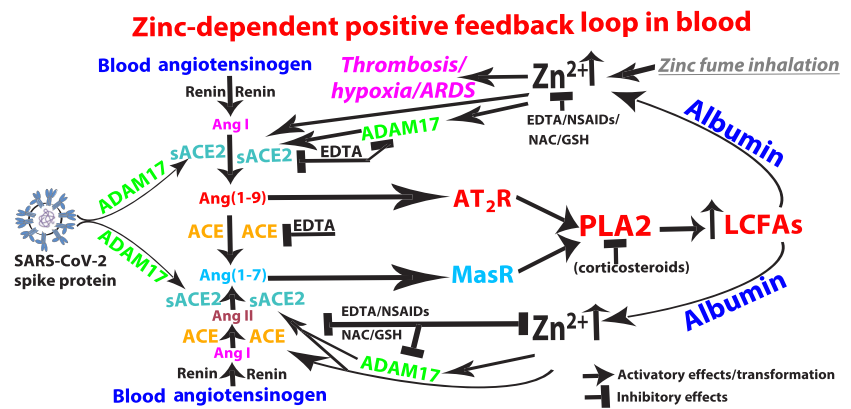 Zinc-dependent positive feedback loop in blood
Blood angiotensinogen
Thrombosis/
hypoxia/ARDS
Zn2+
Zinc fume inhalation
Renin Renin
Ang I
EDTA/NSAIDs/
NAC/GSH
ADAM17
Albumin
sACE2 sACE2
EDTA
ADAM17
Ang(1-9)
AT2R
ACE ACE
EDTA
PLA2
LCFAs
SARS-CoV-2
spike protein
ADAM17
(corticosteroids)
Ang(1-7)
MasR
sACE2 sACE2
Albumin
Ang II
EDTA/NSAIDs
NAC/GSH
Zn2+
ACE ACE
Ang I
ADAM17
Renin Renin
Blood angiotensinogen
Activatory effects/transformation
Inhibitory effects